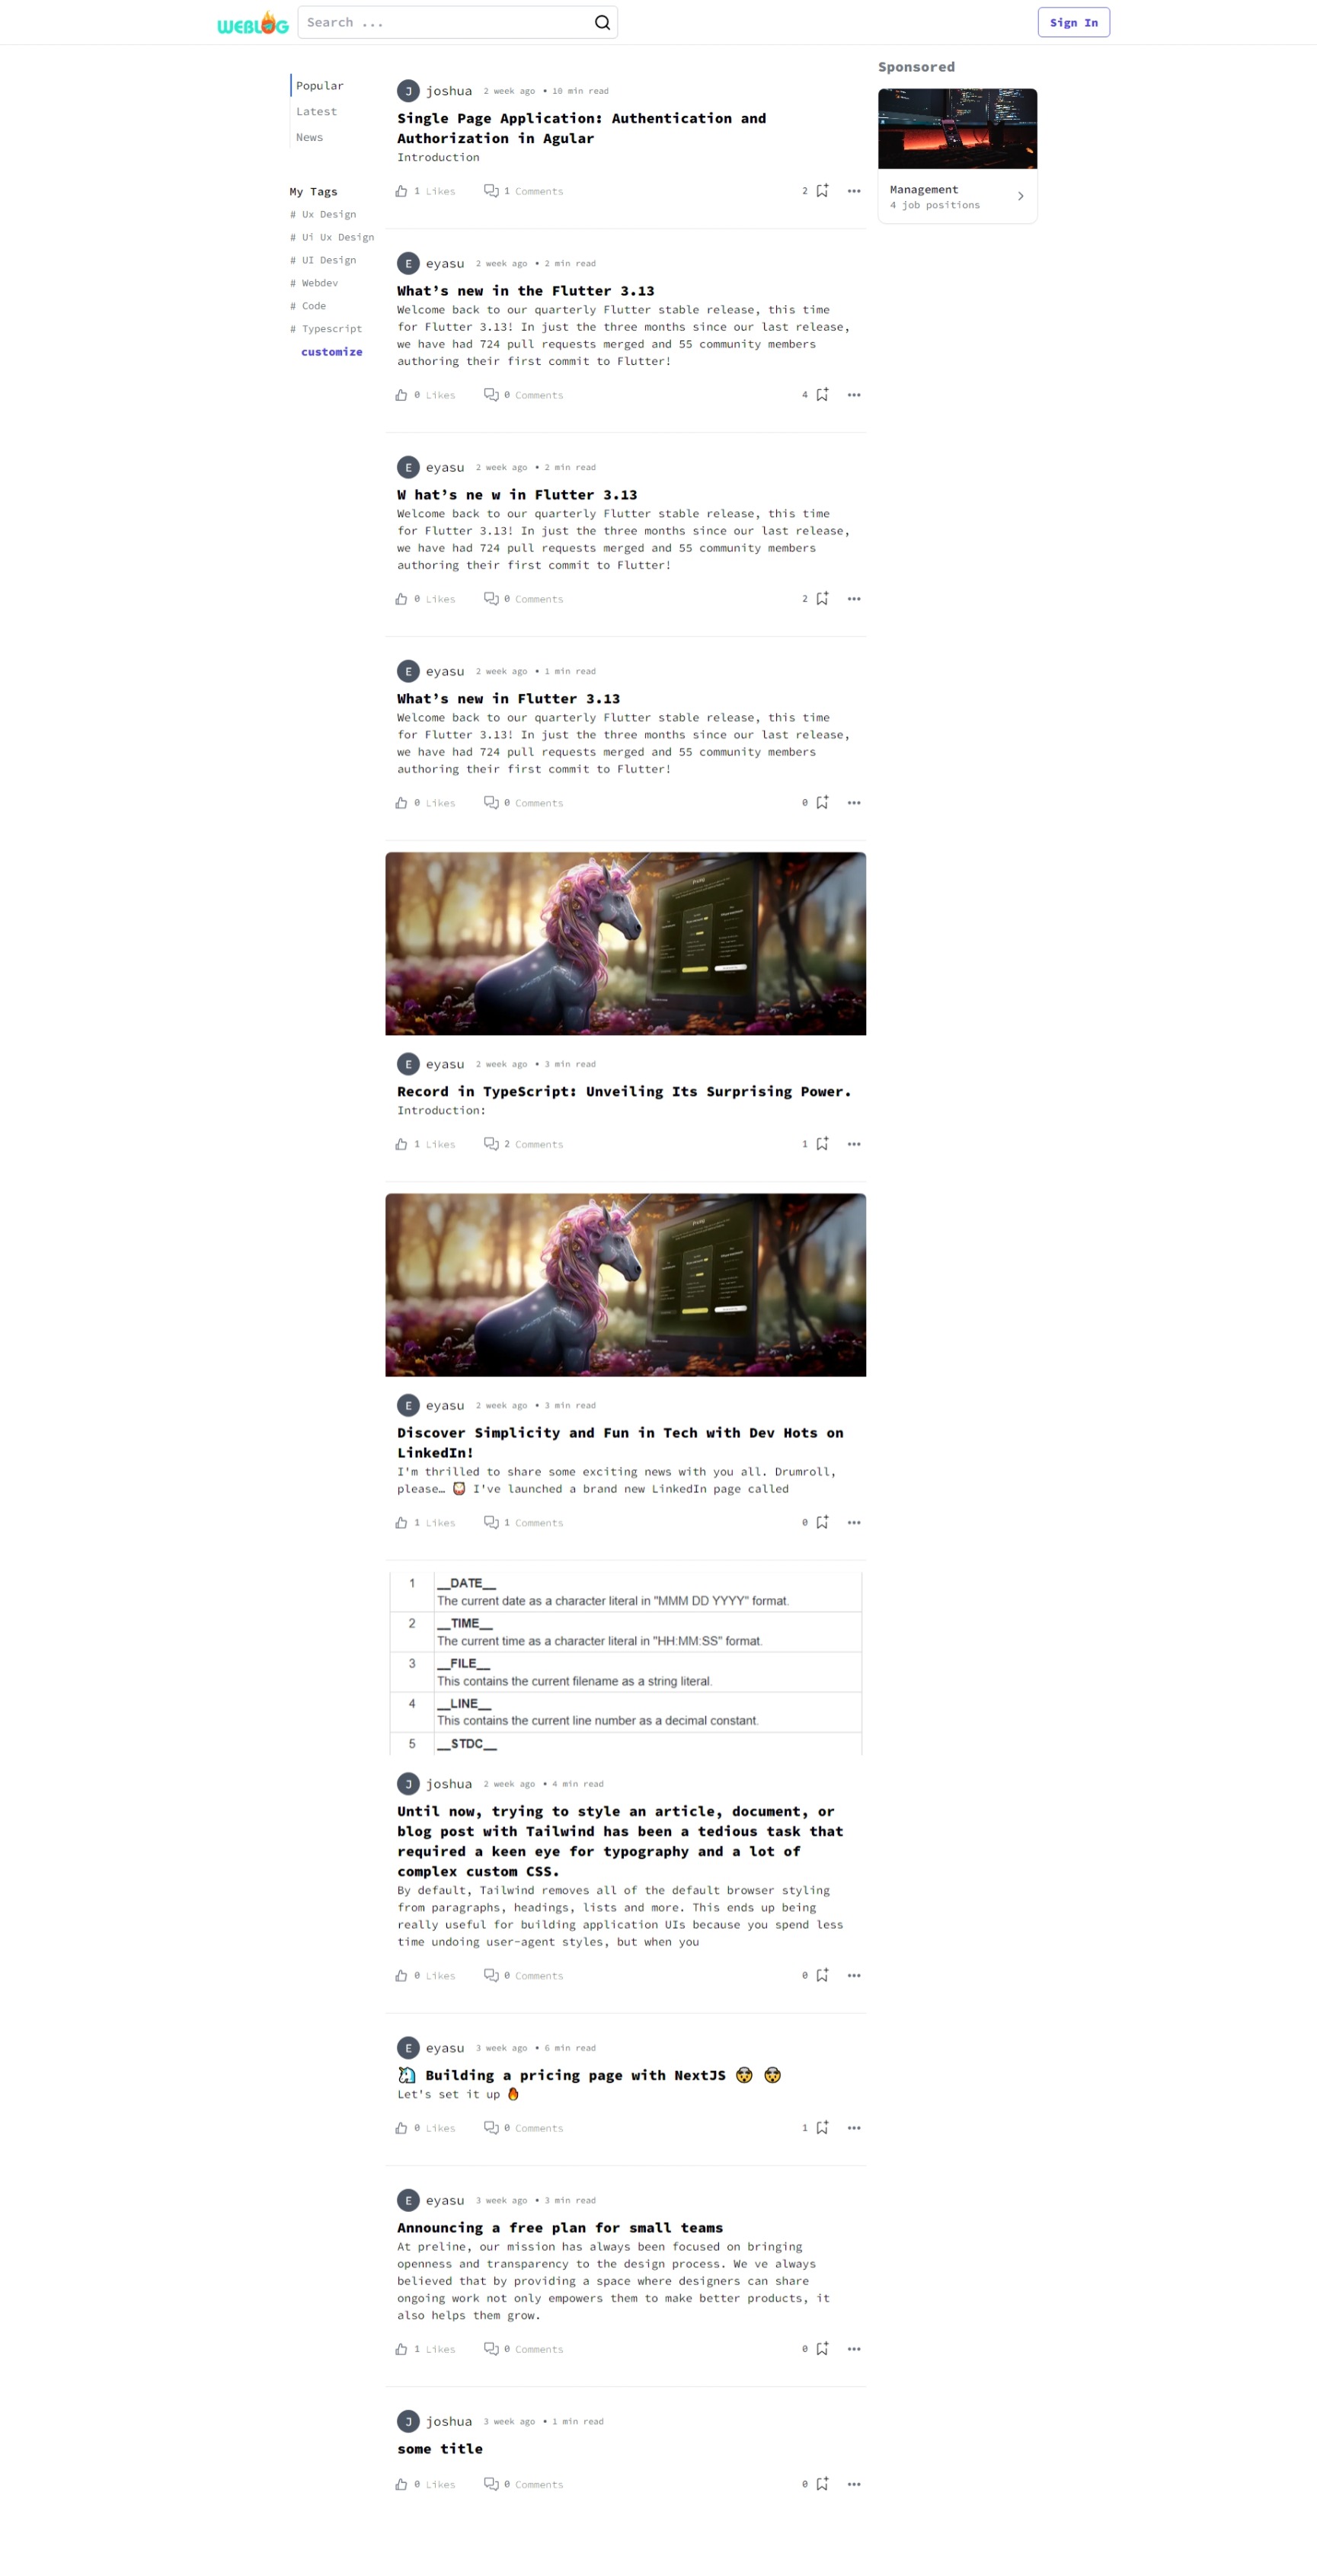 WEBLOG
Search ...
Sign In
Popular
Latest
News
My Tags
# Ux Design
# Ui Ux Design
# UI Design
# Webdev
# Code
# Typescript
customize
J joshua 2 week ago • 10 min read
Single Page Application: Authentication and
Authorization in Agular
Introduction
1 Likes 1 Comments 2
E eyasu 2 week ago • 2 min read
What’s new in the Flutter 3.13
Welcome back to our quarterly Flutter stable release, this time
for Flutter 3.13! In just the three months since our last release,
we have had 724 pull requests merged and 55 community members
authoring their first commit to Flutter!
0 Likes 0 Comments 4
E eyasu 2 week ago • 2 min read
W hat’s ne w in Flutter 3.13
Welcome back to our quarterly Flutter stable release, this time
for Flutter 3.13! In just the three months since our last release,
we have had 724 pull requests merged and 55 community members
authoring their first commit to Flutter!
0 Likes 0 Comments 2
E eyasu 2 week ago • 1 min read
What’s new in Flutter 3.13
Welcome back to our quarterly Flutter stable release, this time
for Flutter 3.13! In just the three months since our last release,
we have had 724 pull requests merged and 55 community members
authoring their first commit to Flutter!
0 Likes 0 Comments 0
E eyasu 2 week ago • 3 min read
Record in TypeScript: Unveiling Its Surprising Power.
Introduction:
1 Likes 2 Comments 1
E eyasu 2 week ago • 3 min read
Discover Simplicity and Fun in Tech with Dev Hots on
LinkedIn!
I'm thrilled to share some exciting news with you all. Drumroll,
please… I've launched a brand new LinkedIn page called
1 Likes 1 Comments 0
1 __DATE__
The current date as a character literal in "MMM DD YYYY" format.
2 __TIME__
The current time as a character literal in "HH:MM:SS" format.
3 __FILE__
This contains the current filename as a string literal.
4 __LINE__
This contains the current line number as a decimal constant.
5 __STDC__
J joshua 2 week ago • 4 min read
Until now, trying to style an article, document, or
blog post with Tailwind has been a tedious task that
required a keen eye for typography and a lot of
complex custom CSS.
By default, Tailwind removes all of the default browser styling
from paragraphs, headings, lists and more. This ends up being
really useful for building application UIs because you spend less
time undoing user-agent styles, but when you
0 Likes 0 Comments 0
E eyasu 3 week ago • 6 min read
🦄 Building a pricing page with NextJS 🤯 🤯
Let's set it up 🔥
0 Likes 0 Comments 1
E eyasu 3 week ago • 3 min read
Announcing a free plan for small teams
At preline, our mission has always been focused on bringing
openness and transparency to the design process. We ve always
believed that by providing a space where designers can share
ongoing work not only empowers them to make better products, it
also helps them grow.
1 Likes 0 Comments 0
J joshua 3 week ago • 1 min read
some title
0 Likes 0 Comments 0
Sponsored
Management
4 job positions